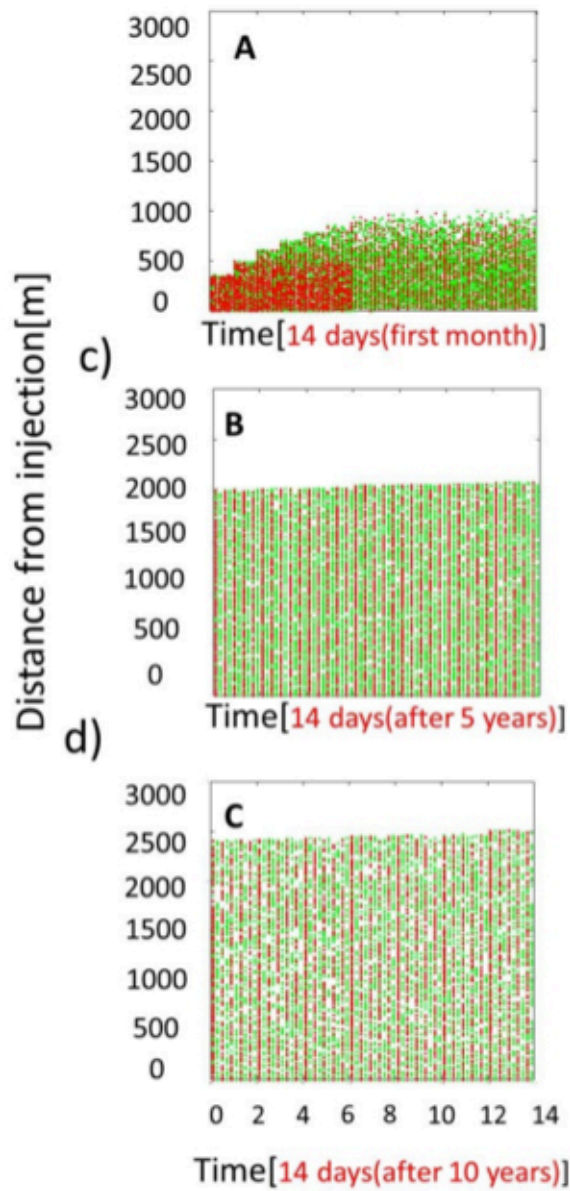 Distance from injection[m]
3000
A
2500
2000
1500
1000
500
0
Time[14 days(first month)]
c)
3000
B
2500
2000
1500
1000
500
0
Time[14 days(after 5 years)]
d)
3000
C
2500
2000
1500
1000
500
0
0 2 4 6 8 10 12 14
Time[14 days(after 10 years)]